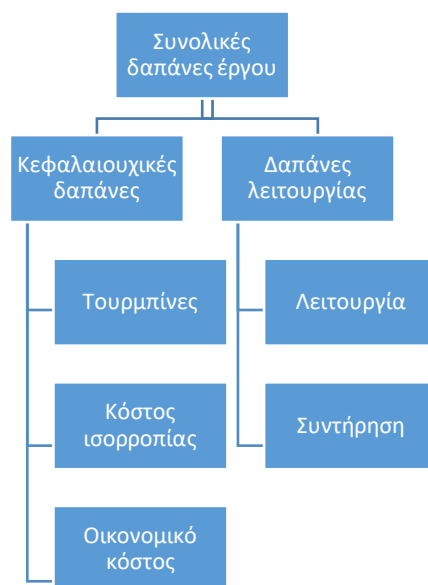 Συνολικές
δαπάνες έργου
Κεφαλαιουχικές
δαπάνες
Δαπάνες
λειτουργίας
Τουρμπίνες
Λειτουργία
Κόστος
ισορροπίας
Συντήρηση
Οικονομικό
κόστος